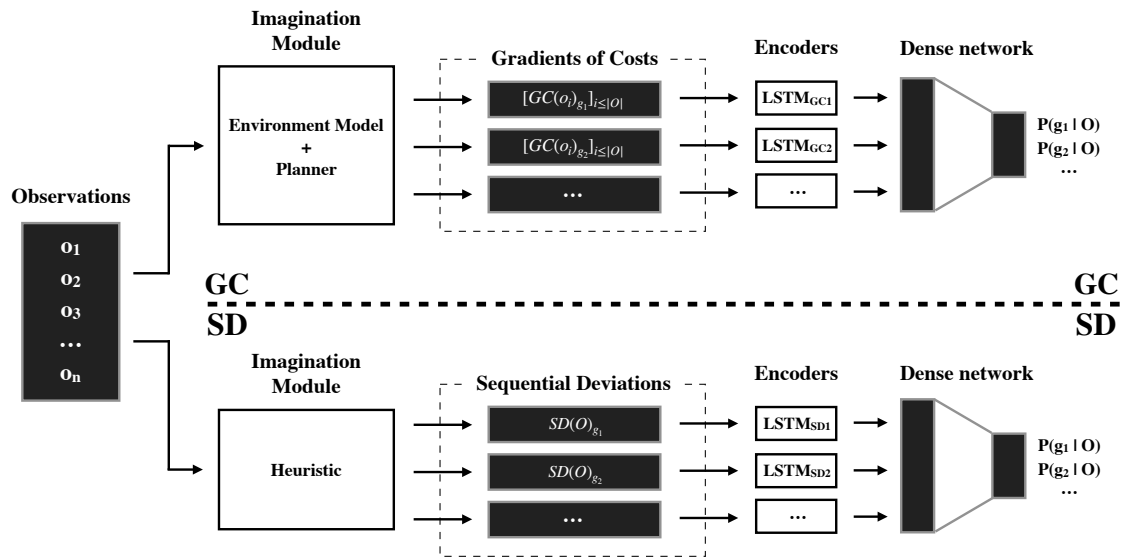 Observations
o₁
o₂
o₃
...
oₙ
Imagination
Module
Environment Model
+
Planner
Gradients of Costs
[GC(oᵢ)g₁]i≤|O|
[GC(oᵢ)g₂]i≤|O|
...
Encoders
LSTMGC1
LSTMGC2
...
Dense network
P(g₁ | O)
P(g₂ | O)
...
GC GC
SD SD
Imagination
Module
Heuristic
Sequential Deviations
SD(O)g₁
SD(O)g₂
...
Encoders
LSTMSD1
LSTMSD2
...
Dense network
P(g₁ | O)
P(g₂ | O)
...